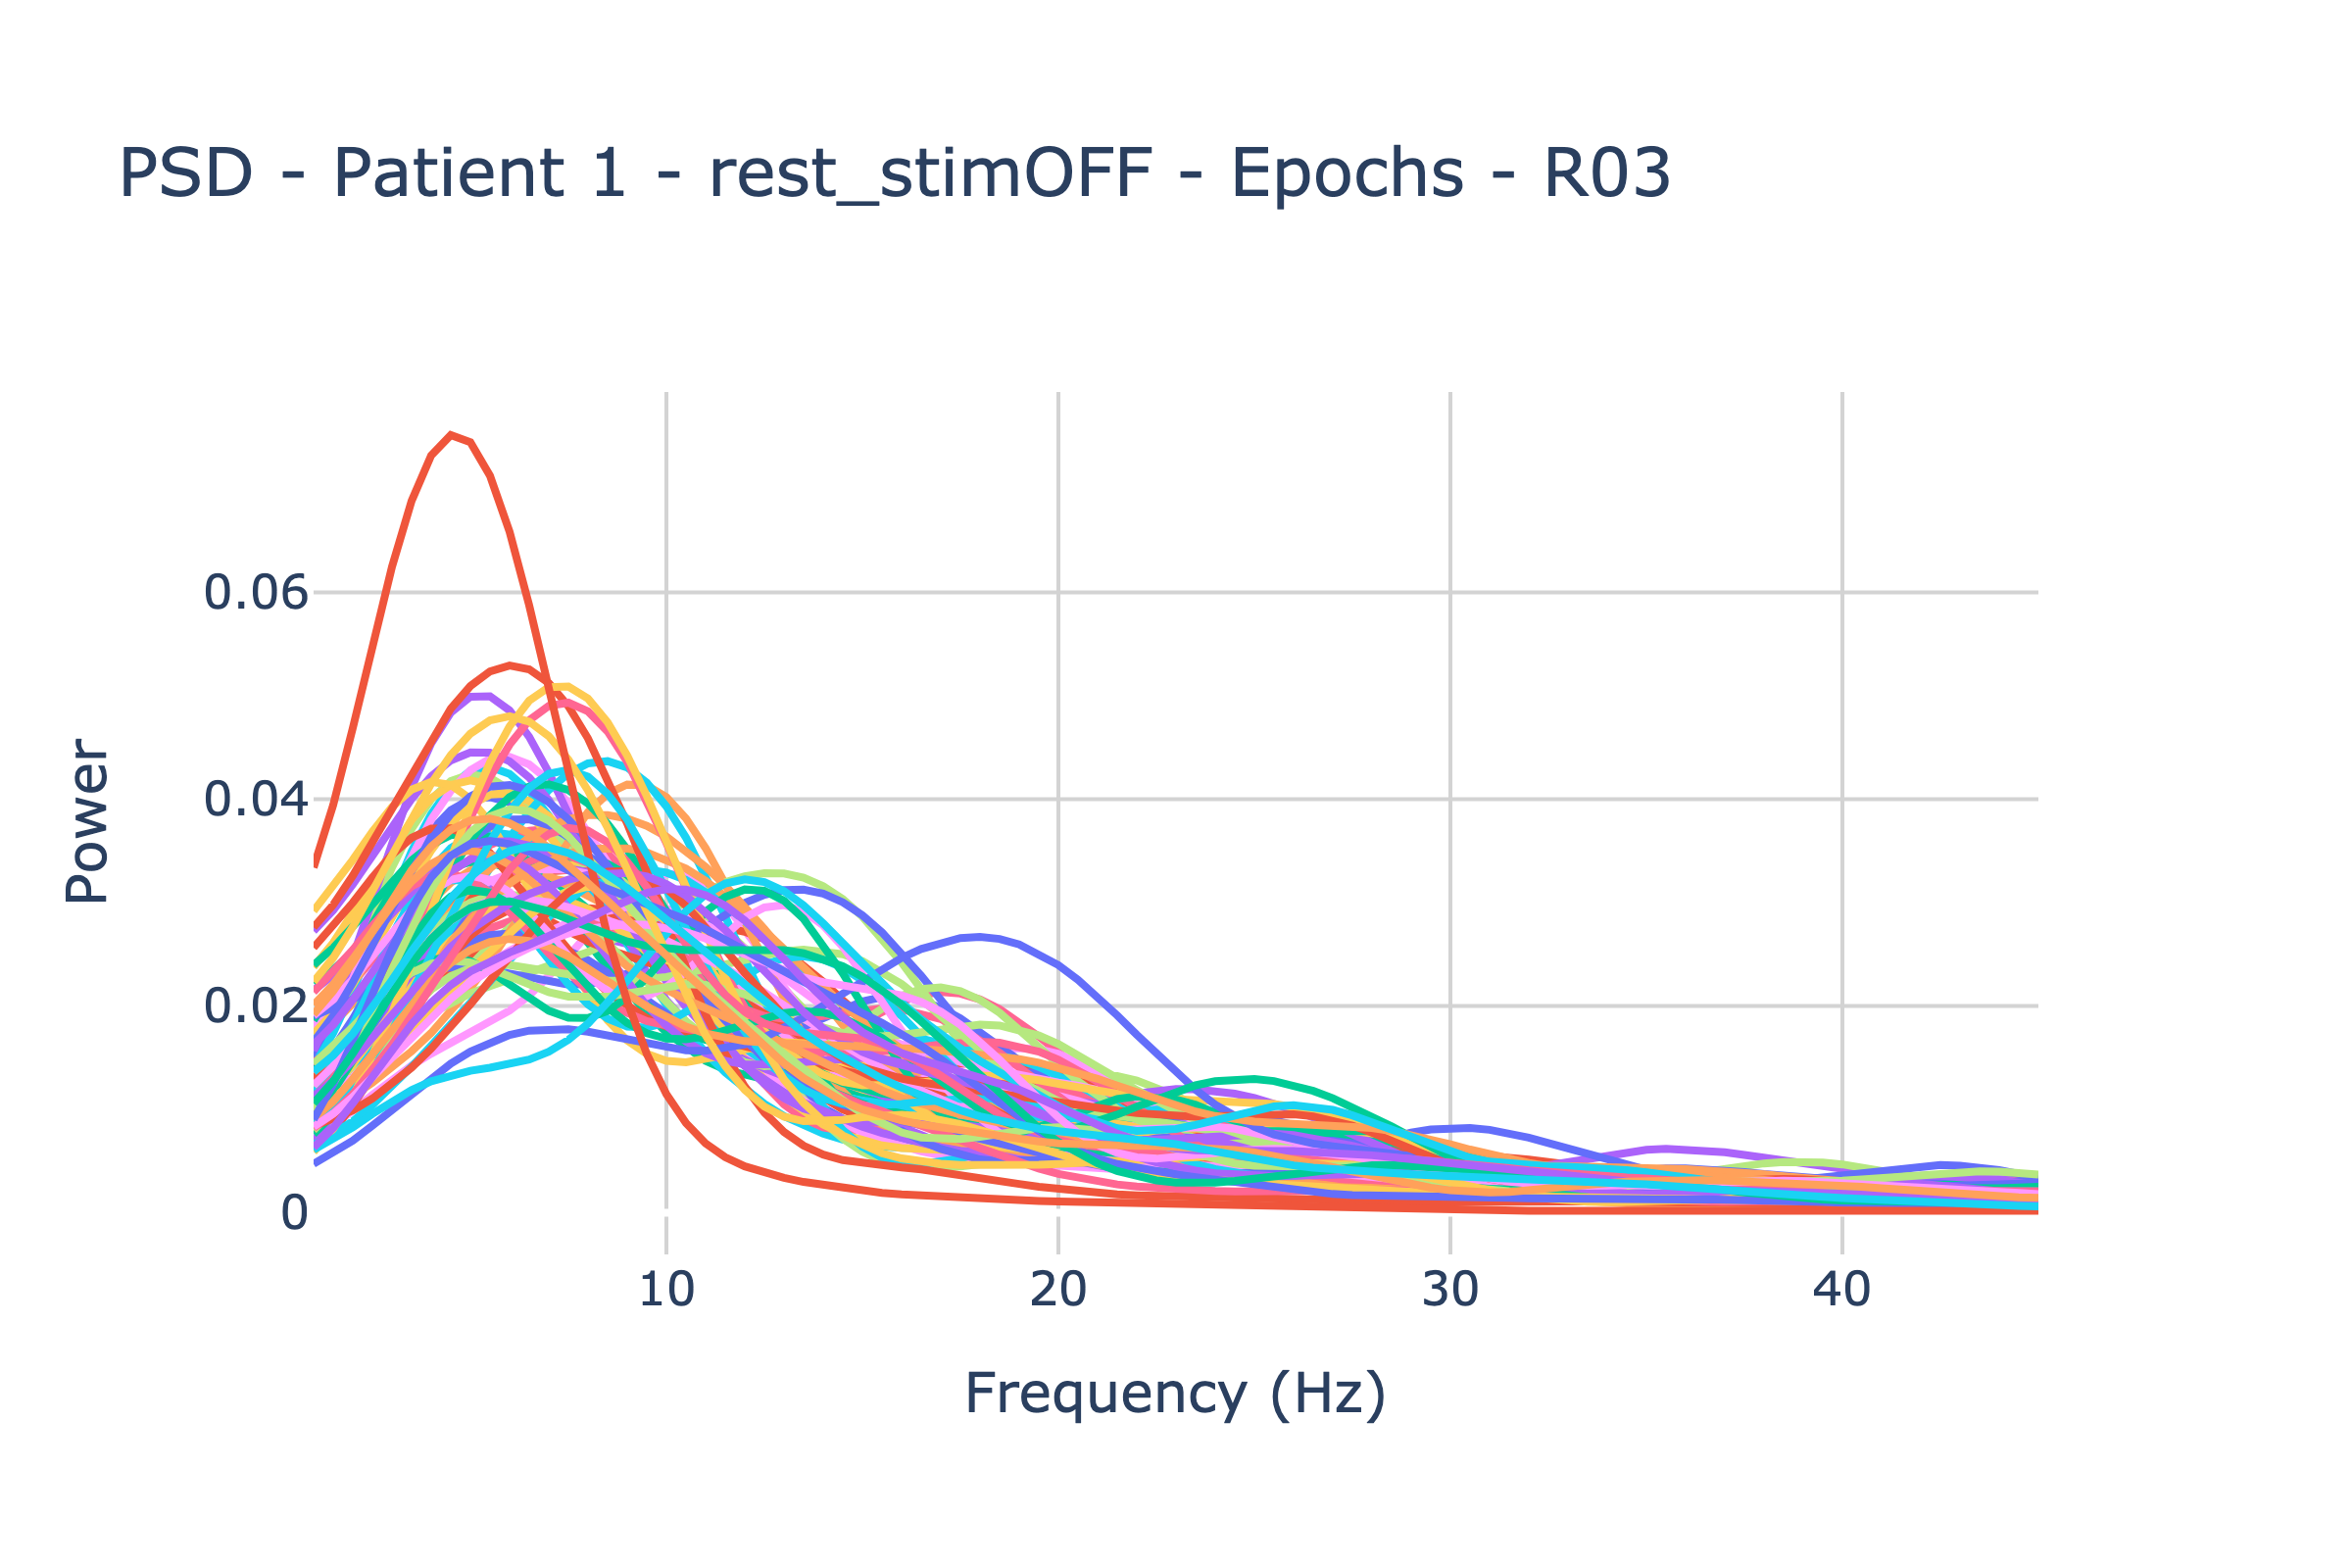 PSD - Patient 1 - rest_stimOFF - Epochs - R03
0.06
0.04
0.02
0
Power
10 20 30 40
Frequency (Hz)